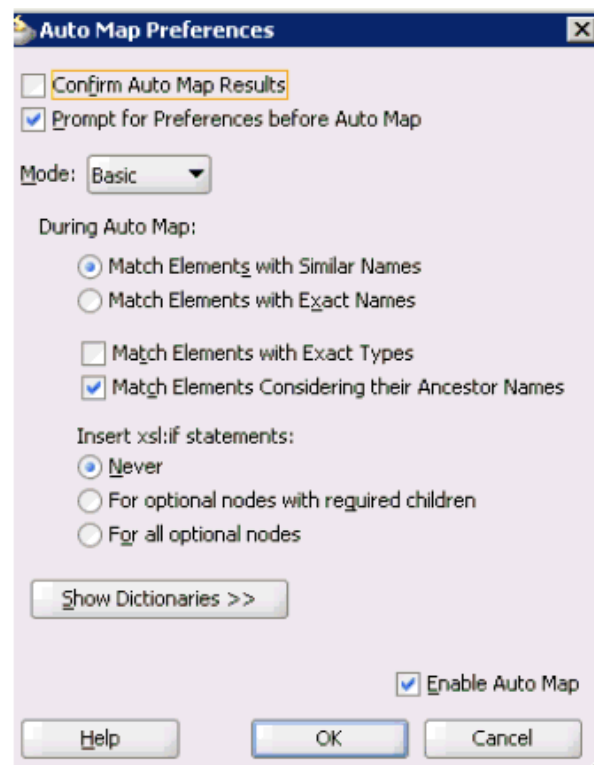 Auto Map Preferences
Confirm Auto Map Results
Prompt for Preferences before Auto Map
Mode: Basic
During Auto Map:
Match Elements with Similar Names
Match Elements with Exact Names
Match Elements with Exact Types
Match Elements Considering their Ancestor Names
Insert xsl:if statements:
Never
For optional nodes with required children
For all optional nodes
Show Dictionaries >>
Enable Auto Map
Help OK Cancel